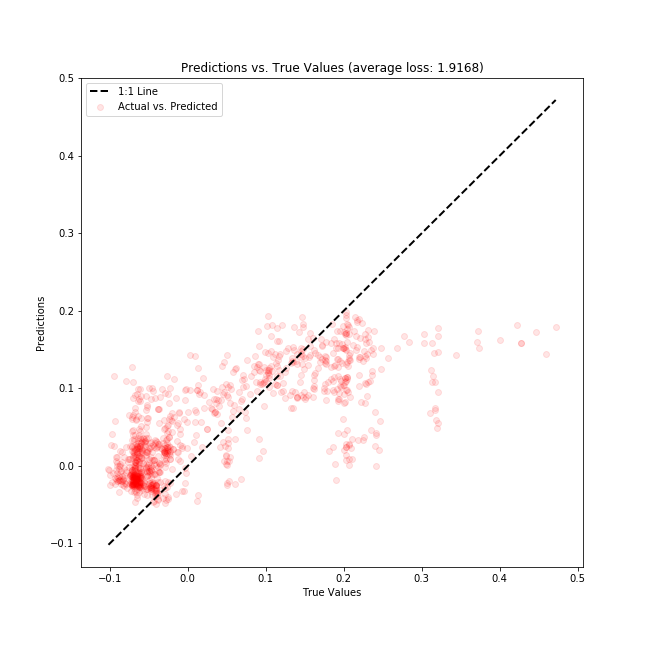 Predictions vs. True Values (average loss: 1.9168)
1:1 Line
Actual vs. Predicted
0.5
0.4
0.3
0.2
0.1
0.0
−0.1
Predictions
−0.1 0.0 0.1 0.2 0.3 0.4 0.5
True Values